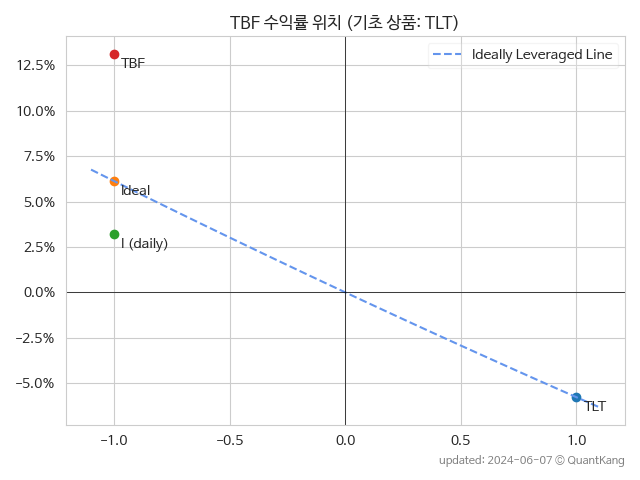 TBF 수익률 위치 (기초 상품: TLT)
12.5%
10.0%
7.5%
5.0%
2.5%
0.0%
−2.5%
−5.0%
Ideally Leveraged Line
TBF
Ideal
I (daily)
TLT
−1.0
−0.5
0.0
0.5
1.0
updated: 2024-06-07 © QuantKang